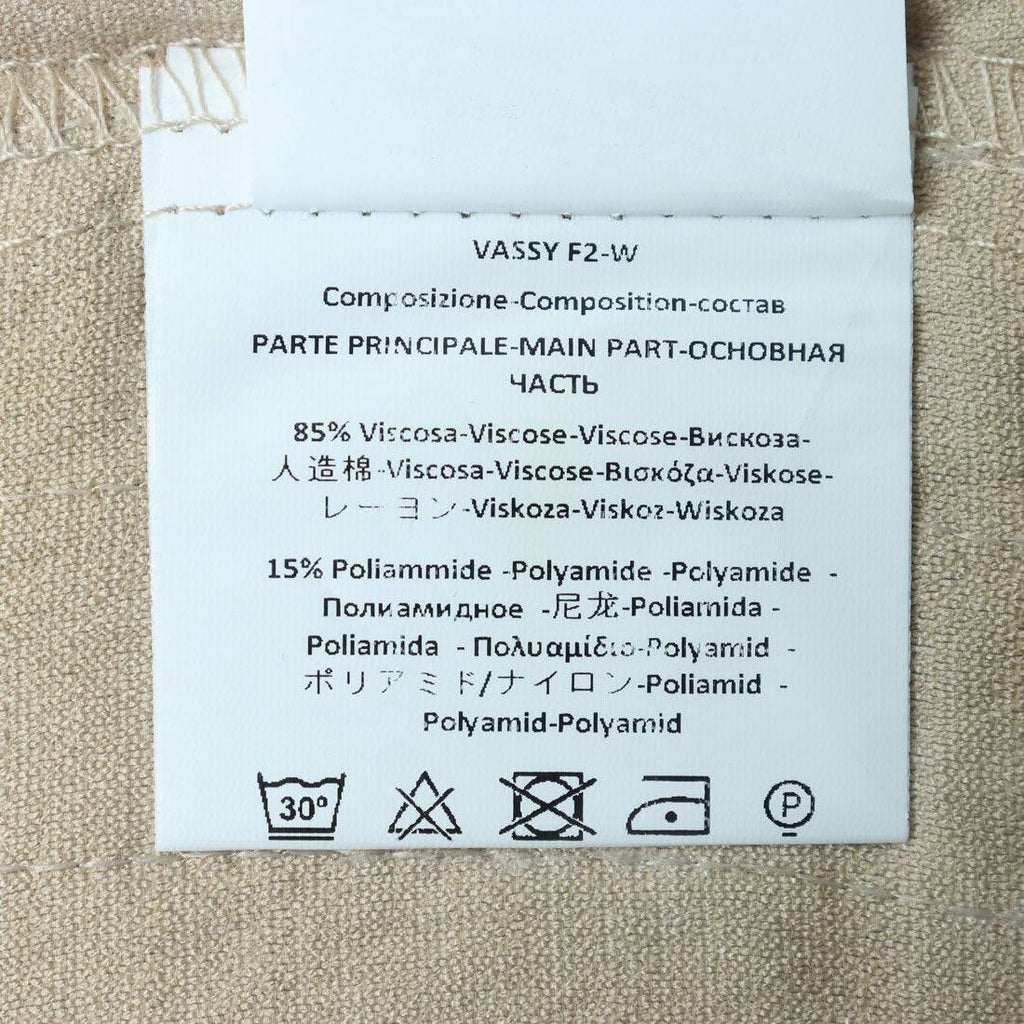 VASSY F2-W
Composizione-Composition-состав
PARTE PRINCIPALE-MAIN PART-ОСНОВНАЯ
ЧАСТЬ
85% Viscosa-Viscose-Viscose-Вискоза-
人造棉-Viscosa-Viscose-Βισκόζα-Viskose-
レーヨン-Viskoza-Viskoz-Wiskoza
15% Poliammide -Polyamide -Polyamide -
Полиамидное -尼龙-Poliamida -
Poliamida - Πολυαμίδιο-Polyamid -
ポリアミド/ナイロン-Poliamid -
Polyamid-Polyamid
30° P